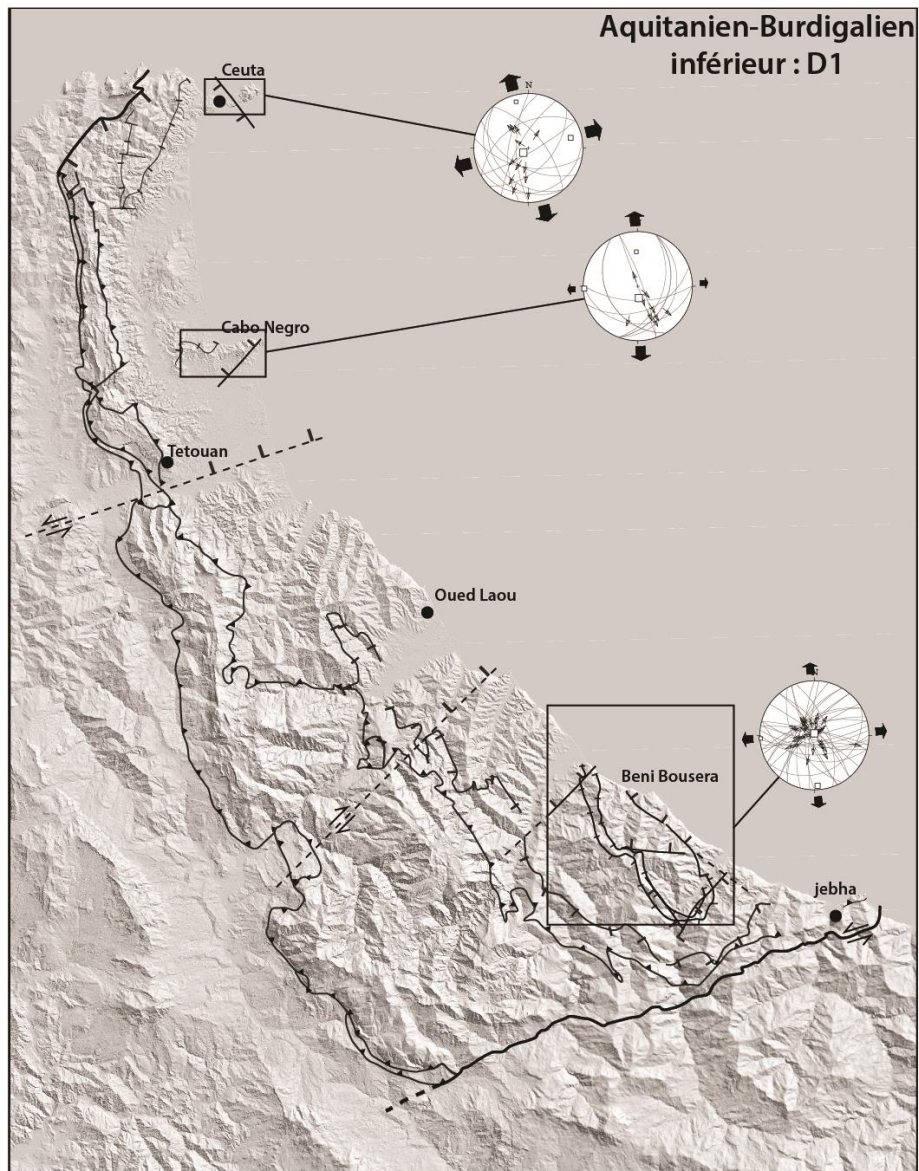 Aquitanien-Burdigalien
inférieur : D1
Ceuta
N
Cabo Negro
Tetouan
Oued Laou
N
Beni Bousera
jebha